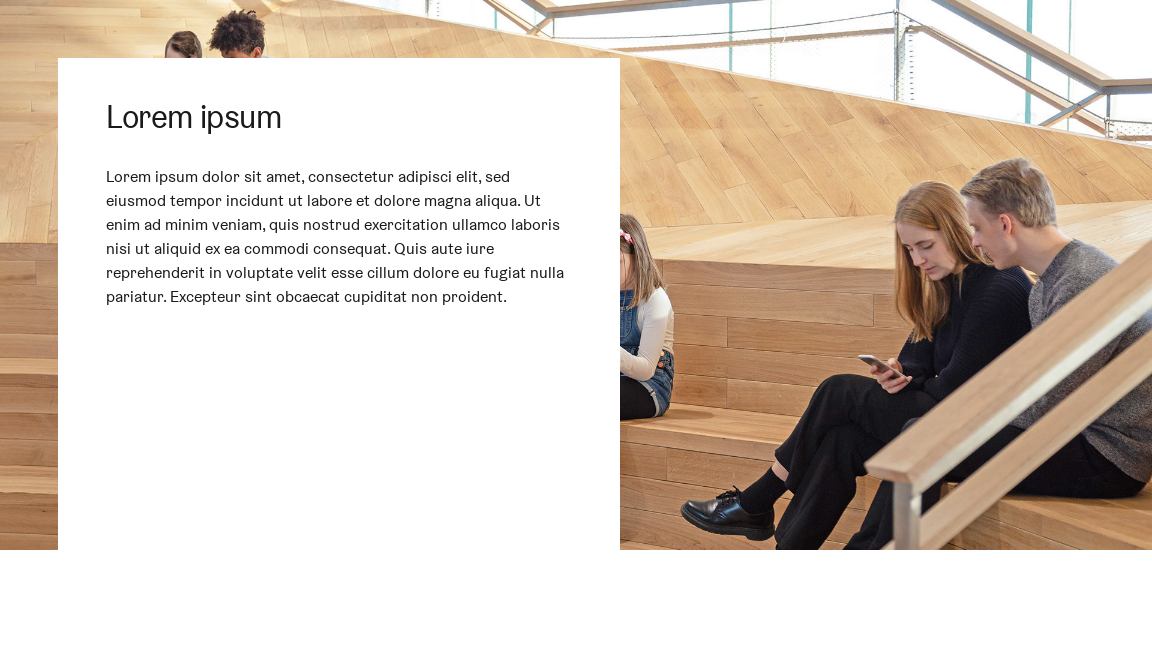 Lorem ipsum
Lorem ipsum dolor sit amet, consectetur adipisci elit, sed
eiusmod tempor incidunt ut labore et dolore magna aliqua. Ut
enim ad minim veniam, quis nostrud exercitation ullamco laboris
nisi ut aliquid ex ea commodi consequat. Quis aute iure
reprehenderit in voluptate velit esse cillum dolore eu fugiat nulla
pariatur. Excepteur sint obcaecat cupiditat non proident.